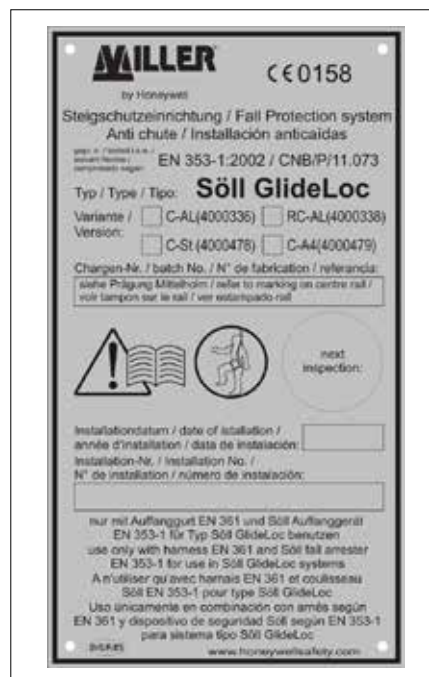 MILLER
by Honeywell
CE0158
Steigschutzeinrichtung / Fall Protection system
Anti chute / Installación anticaidas
EN 353-1:2002 / CNB/P/11.073
Typ / Type / Tipo: Söll GlideLoc
Variante / Version:
C-AL(4000336) RC-AL(4000338)
C-St(4000478) C-A4(4000479)
Chargen-Nr. / batch No. / N° de fabrication / referancia:
siehe Prägung Mittelholm / refer to marking on centre rail /
voir tampon sur le rail / ver estampado rail
next
inspection:
Installationdatum / date of istallation /
année d'installation / data de instalación:
Installation-Nr. / Installation No. /
N° de installation / número de instalación:
nur mit Auffanggurt EN 361 und Söll Auffanggerät
EN 353-1 für Typ Söll GlideLoc benutzen
use only with harness EN 361 and Söll fall arrester
EN 353-1 for use in Söll GlideLoc systems
A n'utiliser qu'avec harnais EN 361 et coulisseau
Söll EN 353-1 pour type Söll GlideLoc
Uso únicamente en combinación con arnés según
EN 361 y dispositivo de seguridad Söll según EN 353-1
para sistema tipo Söll GlideLoc
www.honeywellsafety.com